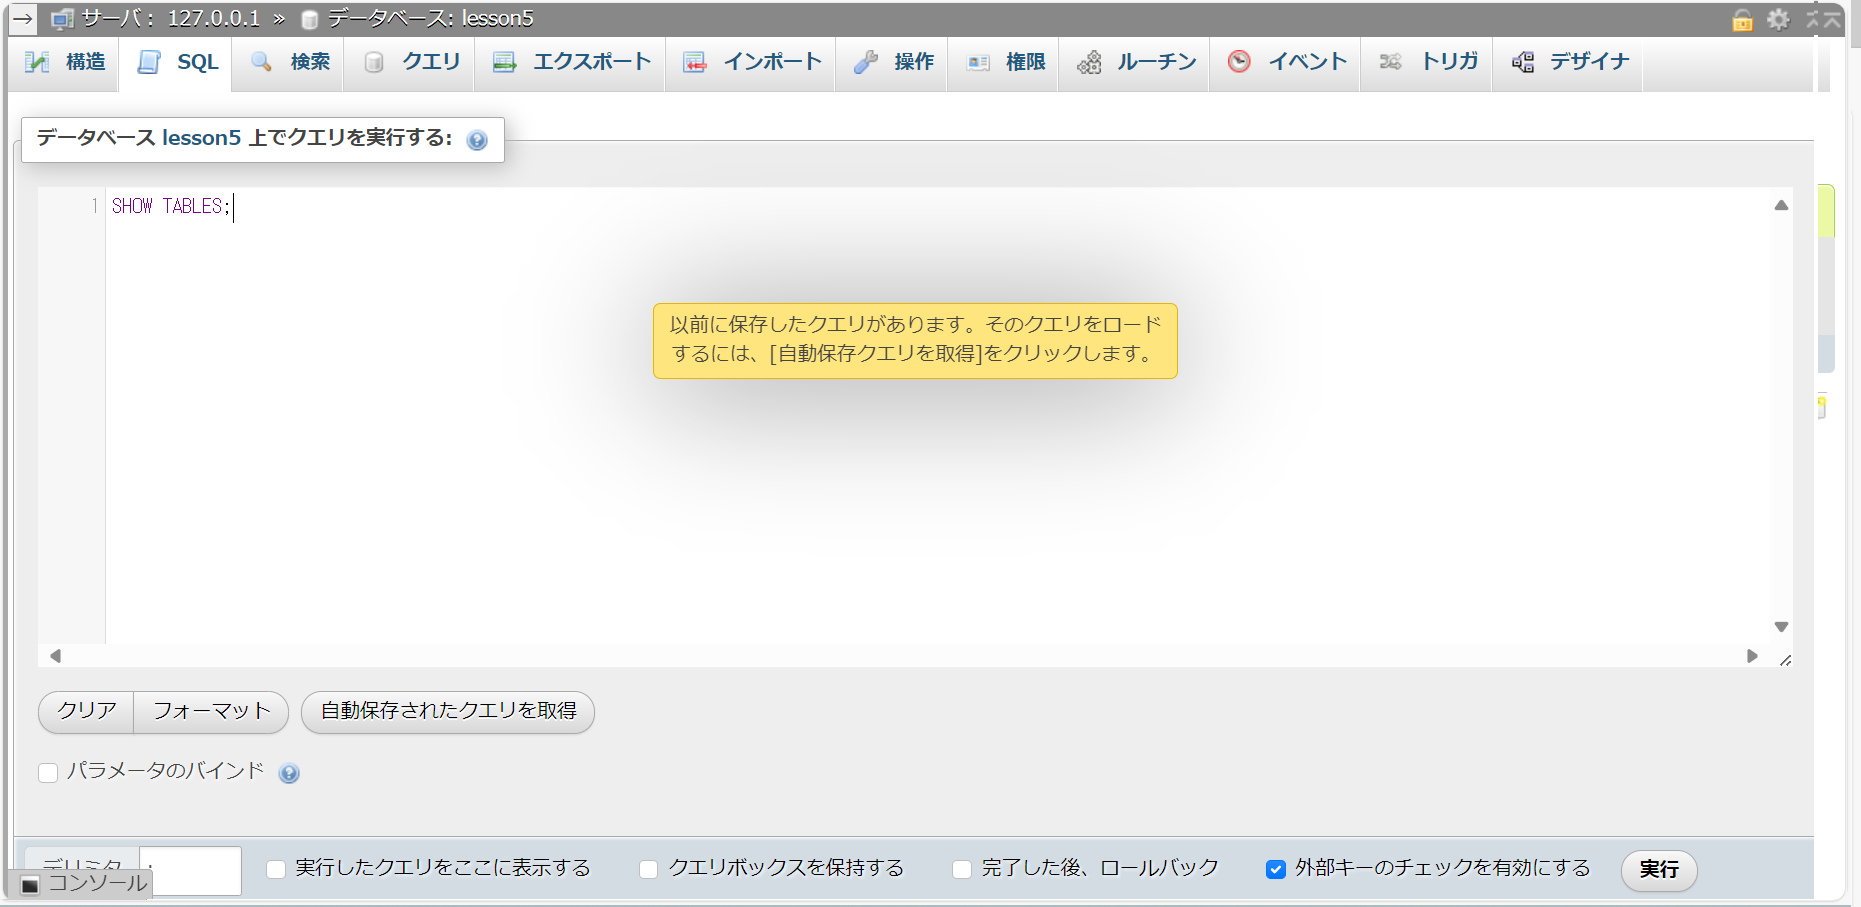 サーバ： 127.0.0.1 » データベース: lesson5
構造 SQL 検索 クエリ エクスポート インポート 操作 権限 ルーチン イベント トリガ デザイナ
データベース lesson5 上でクエリを実行する:
1 SHOW TABLES;
以前に保存したクエリがあります。そのクエリをロード
するには、[自動保存クエリを取得]をクリックします。
クリア フォーマット 自動保存されたクエリを取得
パラメータのバインド
デリミタ ; 実行したクエリをここに表示する クエリボックスを保持する 完了した後、ロールバック 外部キーのチェックを有効にする 実行
コンソール